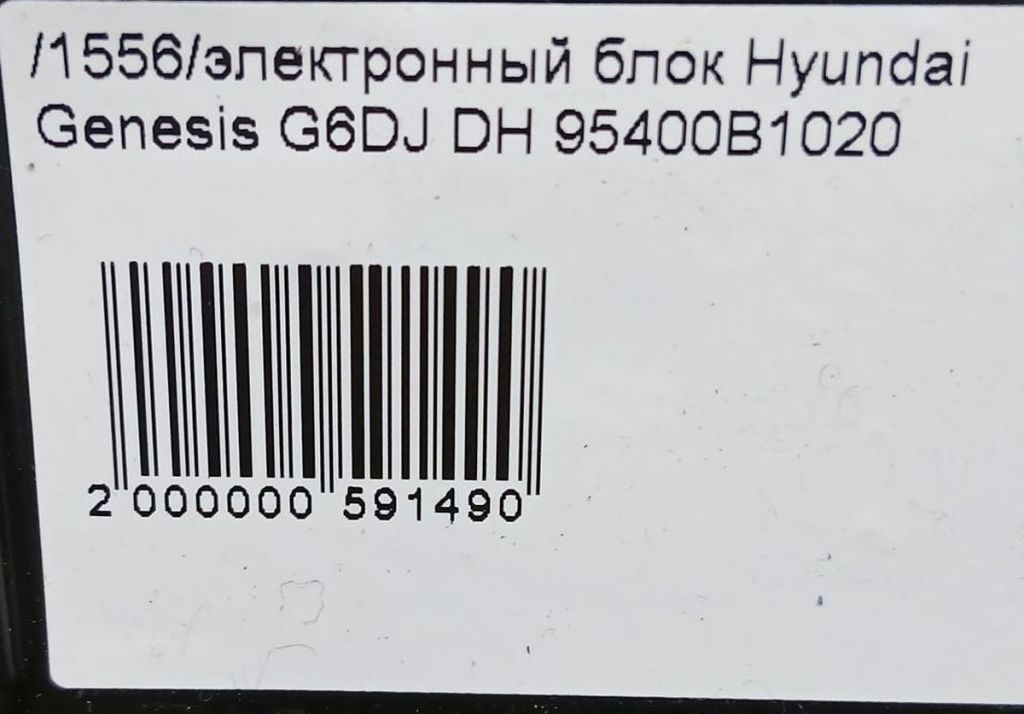 /1556/электронный блок Hyundai
Genesis G6DJ DH 95400B1020
2 000000 591490